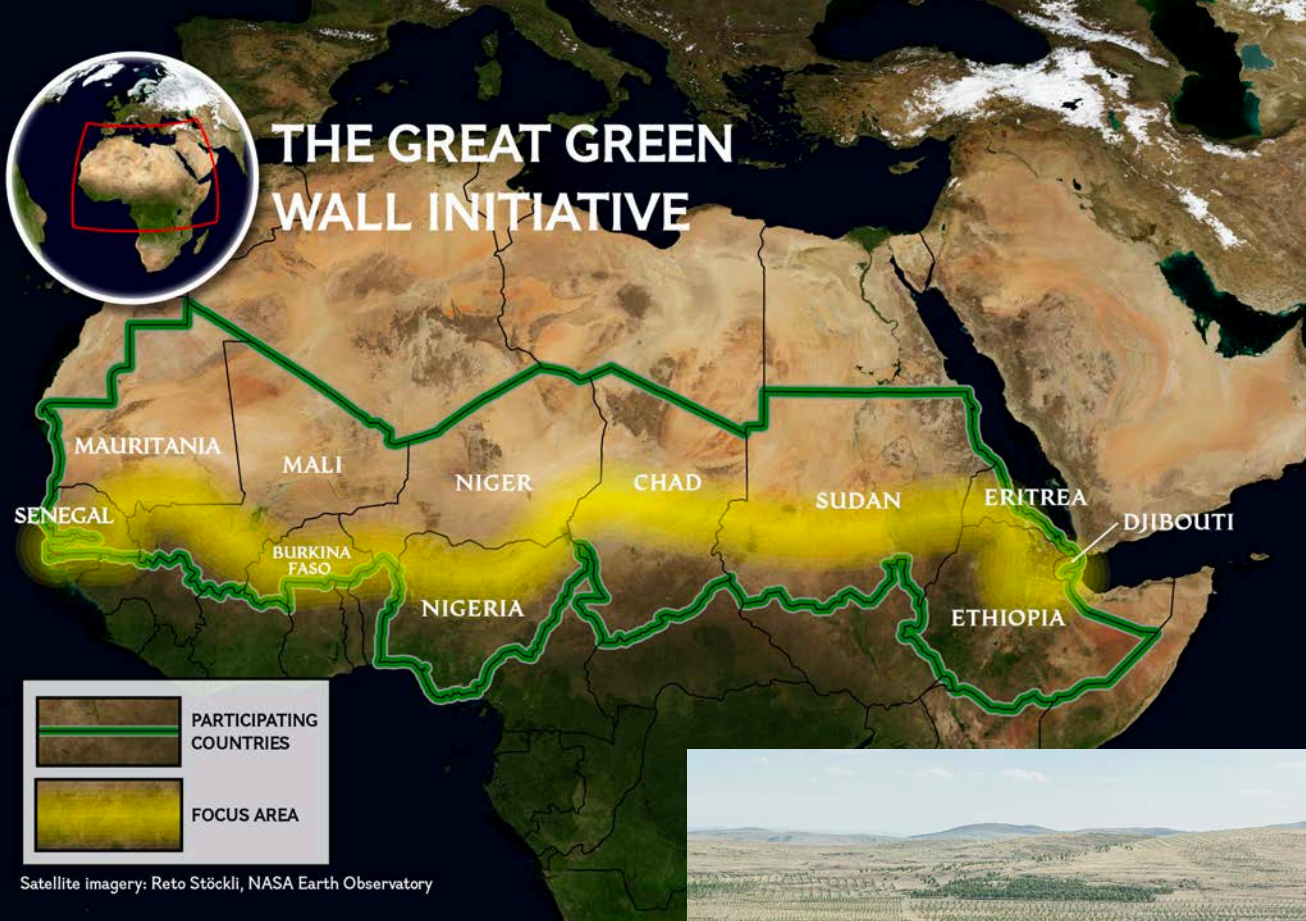 THE GREAT GREEN
WALL INITIATIVE
MAURITANIA
MALI
NIGER
CHAD
SUDAN
ERITREA
DJIBOUTI
SENEGAL
BURKINA
FASO
NIGERIA
ETHIOPIA
PARTICIPATING
COUNTRIES
FOCUS AREA
Satellite imagery: Reto Stöckli, NASA Earth Observatory